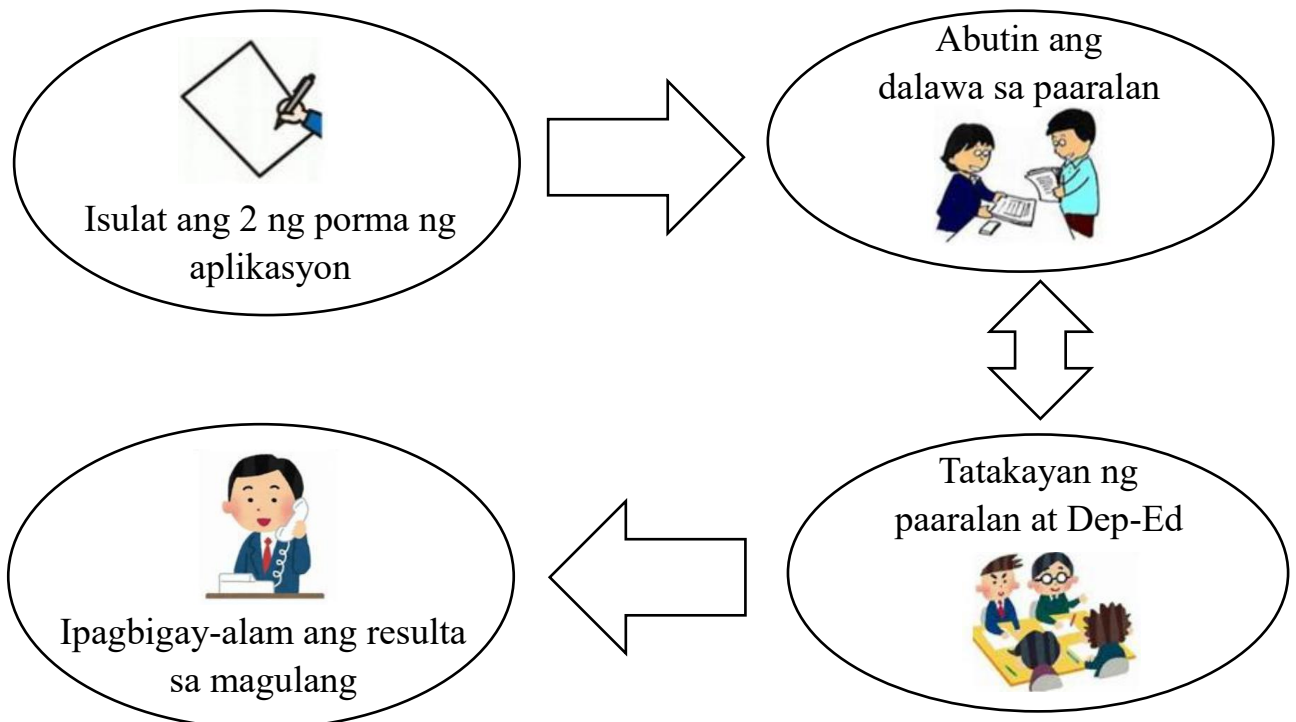 Isulat ang 2 ng porma ng
aplikasyon
Abutin ang
dalawa sa paaralan
Tatakayan ng
paaralan at Dep-Ed
Ipagbigay-alam ang resulta
sa magulang